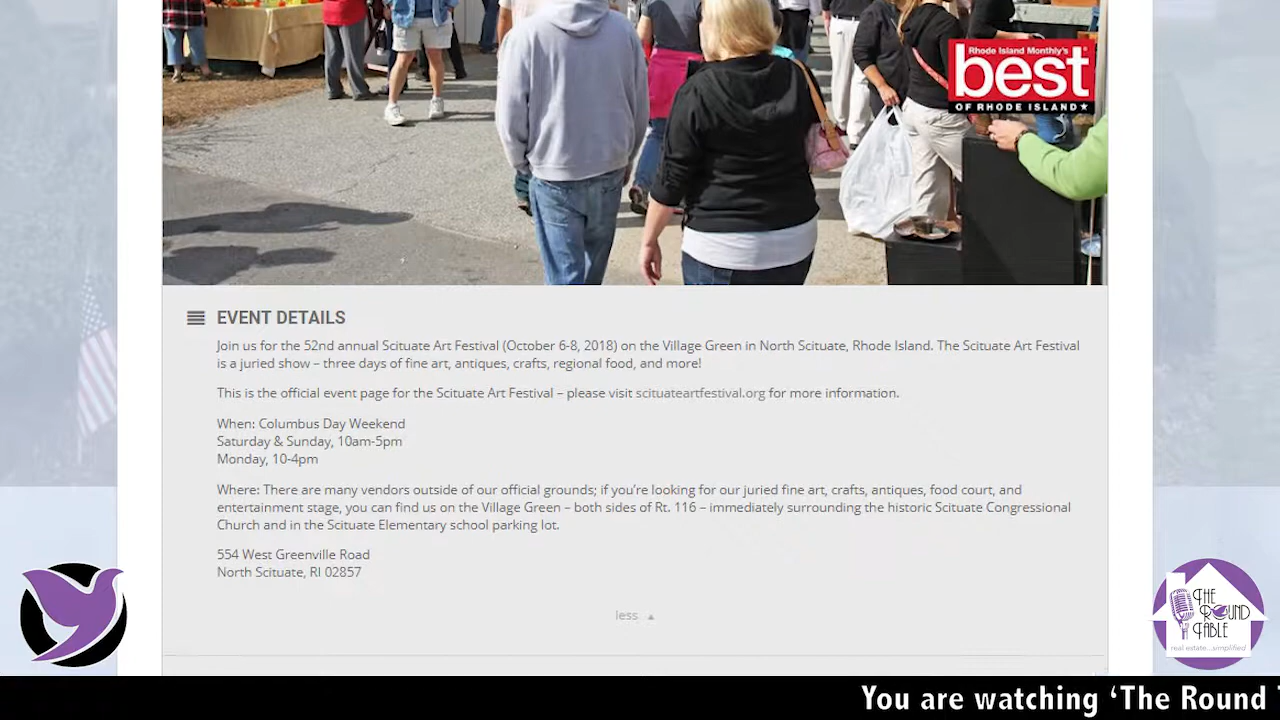 Rhode Island Monthly's
best
OF RHODE ISLAND
EVENT DETAILS
Join us for the 52nd annual Scituate Art Festival (October 6-8, 2018) on the Village Green in North Scituate, Rhode Island. The Scituate Art Festival
is a juried show – three days of fine art, antiques, crafts, regional food, and more!
This is the official event page for the Scituate Art Festival – please visit scituateartfestival.org for more information.
When: Columbus Day Weekend
Saturday & Sunday, 10am-5pm
Monday, 10-4pm
Where: There are many vendors outside of our official grounds; if you're looking for our juried fine art, crafts, antiques, food court, and
entertainment stage, you can find us on the Village Green – both sides of Rt. 116 – immediately surrounding the historic Scituate Congressional
Church and in the Scituate Elementary school parking lot.
554 West Greenville Road
North Scituate, RI 02857
less
THE
ROUND
TABLE
real estate...simplified
You are watching ‘The Round T